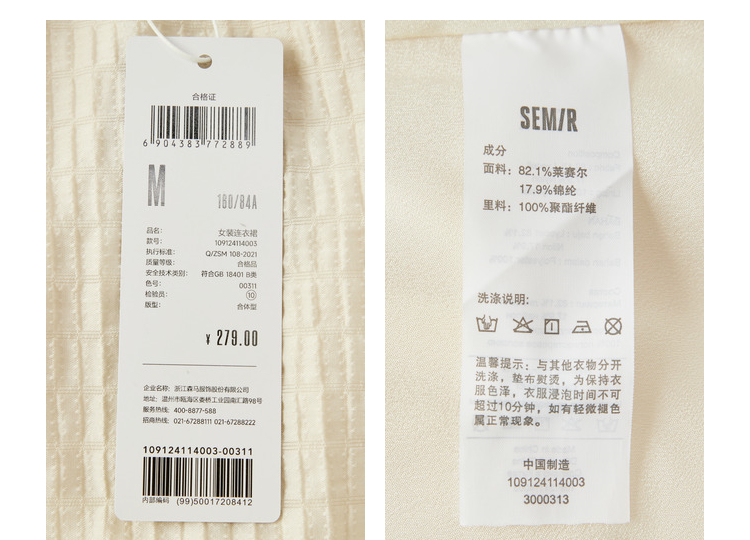 合格证
6 904383 772889
M
160/84A
品名: 女装连衣裙
款号: 109124114003
执行标准: Q/ZSM 108-2021
质量等级: 合格品
安全技术类别: 符合GB 18401 B类
色号: 00311
检验员: 10
版型: 合体型
¥ 279.00
企业名称: 浙江森马服饰股份有限公司
地址: 温州市瓯海区娄桥工业园南汇路98号
服务热线: 400-8877-588
招商热线: 021-67288111 021-67288222
109124114003-00311
内部编码 (99)50017208412
SEM/R
成分
面料: 82.1%莱赛尔
17.9%锦纶
里料: 100%聚酯纤维
洗涤说明:
温馨提示: 与其他衣物分开
洗涤, 垫布熨烫, 为保持衣
服色泽, 衣服浸泡时间不可
超过10分钟, 如有轻微褪色
属正常现象。
中国制造
109124114003
3000313